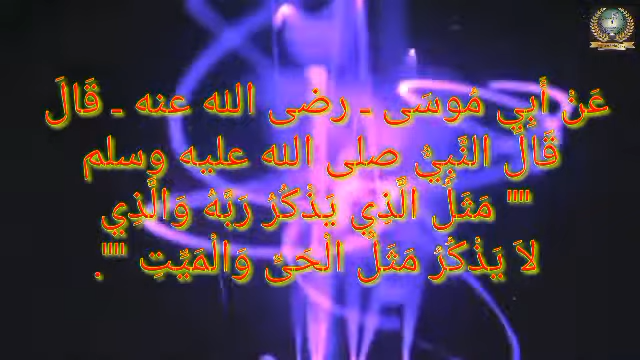 عَنْ أَبِي مُوسَى ـ رضى الله عنه ـ قَالَ
قَالَ النَّبِيُّ صلى الله عليه وسلم
"" مَثَلُ الَّذِي يَذْكُرُ رَبَّهُ وَالَّذِي
لاَ يَذْكُرُ مَثَلُ الْحَىِّ وَالْمَيِّتِ "".